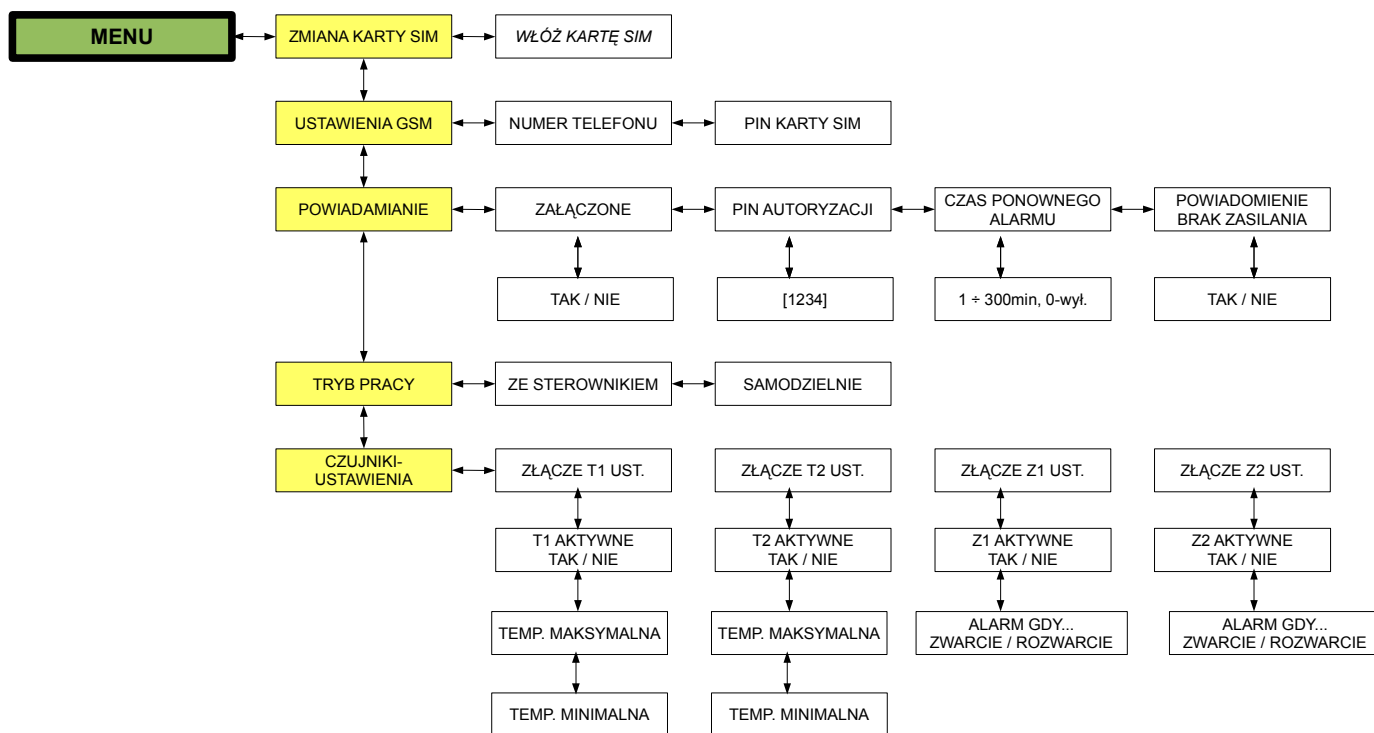 MENU
ZMIANA KARTY SIM
WŁÓŻ KARTĘ SIM
USTAWIENIA GSM
NUMER TELEFONU
PIN KARTY SIM
POWIADAMIANIE
ZAŁĄCZONE
PIN AUTORYZACJI
CZAS PONOWNEGO
ALARMU
POWIADOMIENIE
BRAK ZASILANIA
TAK / NIE
[1234]
1 ÷ 300min, 0-wył.
TAK / NIE
TRYB PRACY
ZE STEROWNIKIEM
SAMODZIELNIE
CZUJNIKI-
USTAWIENIA
ZŁĄCZE T1 UST.
ZŁĄCZE T2 UST.
ZŁĄCZE Z1 UST.
ZŁĄCZE Z2 UST.
T1 AKTYWNE
TAK / NIE
T2 AKTYWNE
TAK / NIE
Z1 AKTYWNE
TAK / NIE
Z2 AKTYWNE
TAK / NIE
TEMP. MAKSYMALNA
TEMP. MAKSYMALNA
ALARM GDY...
ZWARCIE / ROZWARCIE
ALARM GDY...
ZWARCIE / ROZWARCIE
TEMP. MINIMALNA
TEMP. MINIMALNA